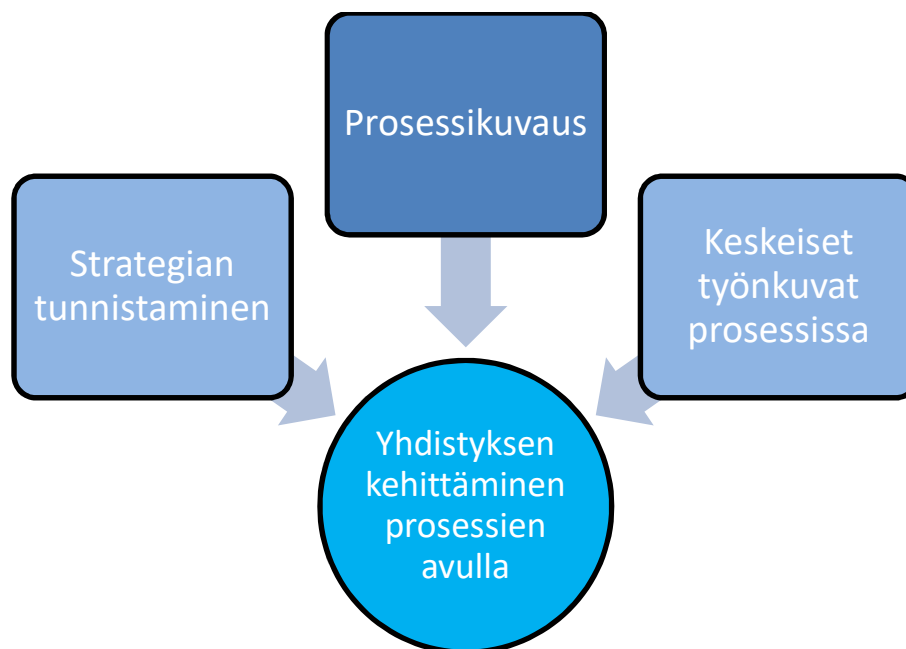 Prosessikuvaus
Strategian
tunnistaminen
Keskeiset
työnkuvat
prosessissa
Yhdistyksen
kehittäminen
prosessien
avulla